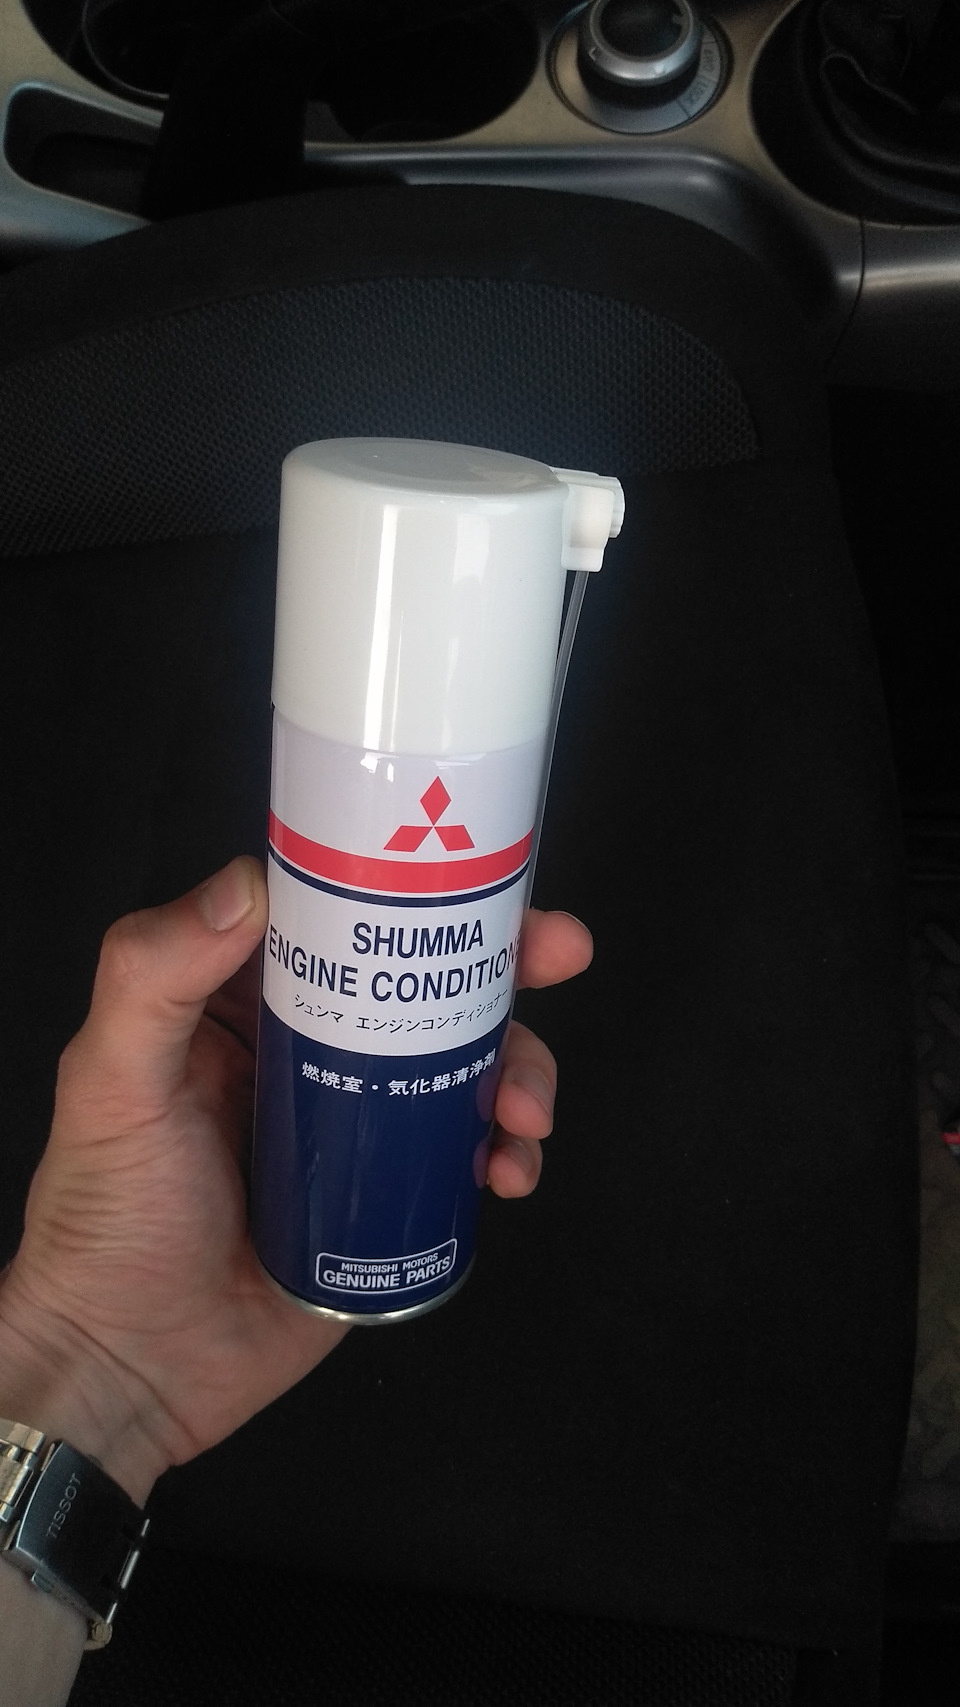 LOCK
SHUMMA
ENGINE CONDITION
シュンマ エンジンコンディショナー
燃焼室・気化器清浄剤
MITSUBISHI MOTORS
GENUINE PARTS
TISSOT